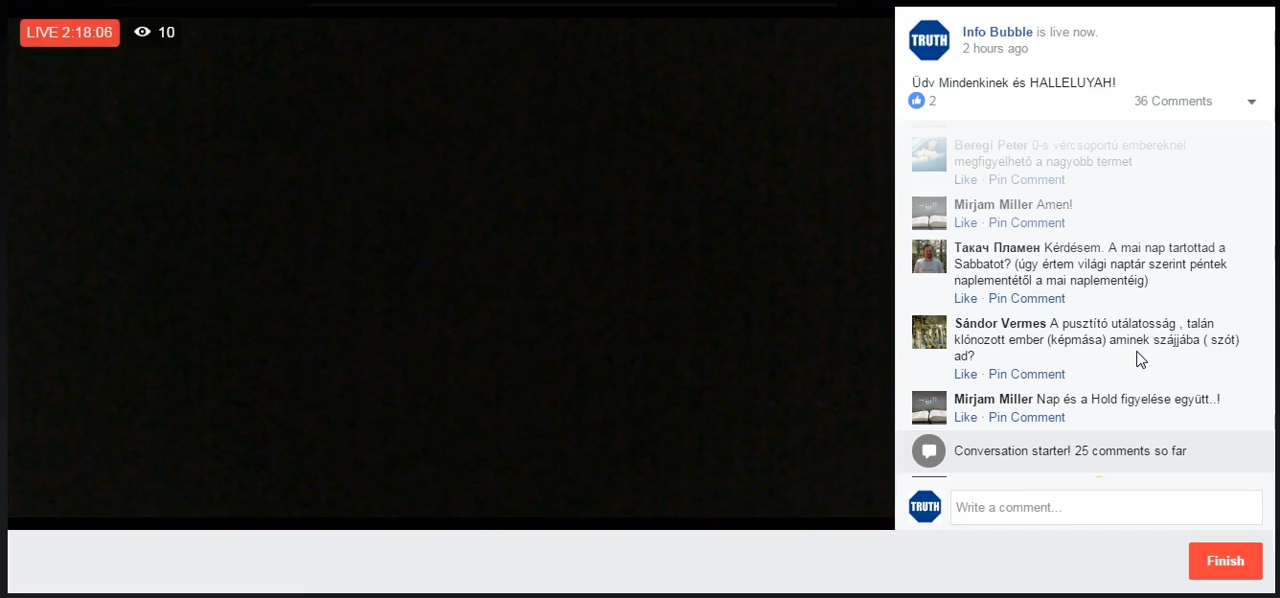 LIVE 2:18:06
10
TRUTH
Info Bubble is live now.
2 hours ago
Üdv Mindenkinek és HALLELUYAH!
2
36 Comments
Beregi Peter 0-s vércsoportú embereknél
megfigyelhető a nagyobb termet
Like · Pin Comment
Mirjam Miller Amen!
Like · Pin Comment
Такач Пламен Kérdésem. A mai nap tartottad a
Sabbatot? (úgy értem világi naptár szerint péntek
naplementétől a mai naplementéig)
Like · Pin Comment
Sándor Vermes A pusztító utálatosság , talán
klónozott ember (képmása) aminek szájjába ( szót)
ad?
Like · Pin Comment
Mirjam Miller Nap és a Hold figyelése együtt..!
Like · Pin Comment
Conversation starter! 25 comments so far
TRUTH
Write a comment...
Finish